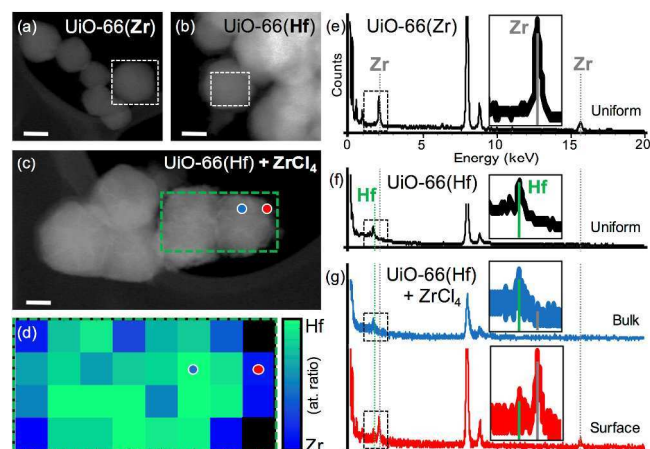 (a) UiO-66(Zr)
(b) UiO-66(Hf)
(c) UiO-66(Hf) + ZrCl₄
(d)
Hf
(at. ratio)
Zr
(e) UiO-66(Zr)
Counts
Zr
Zr
Zr
Uniform
0 5 10 15 20
Energy (keV)
(f) UiO-66(Hf)
Hf
Hf
Uniform
(g) UiO-66(Hf)
+ ZrCl₄
Bulk
Surface